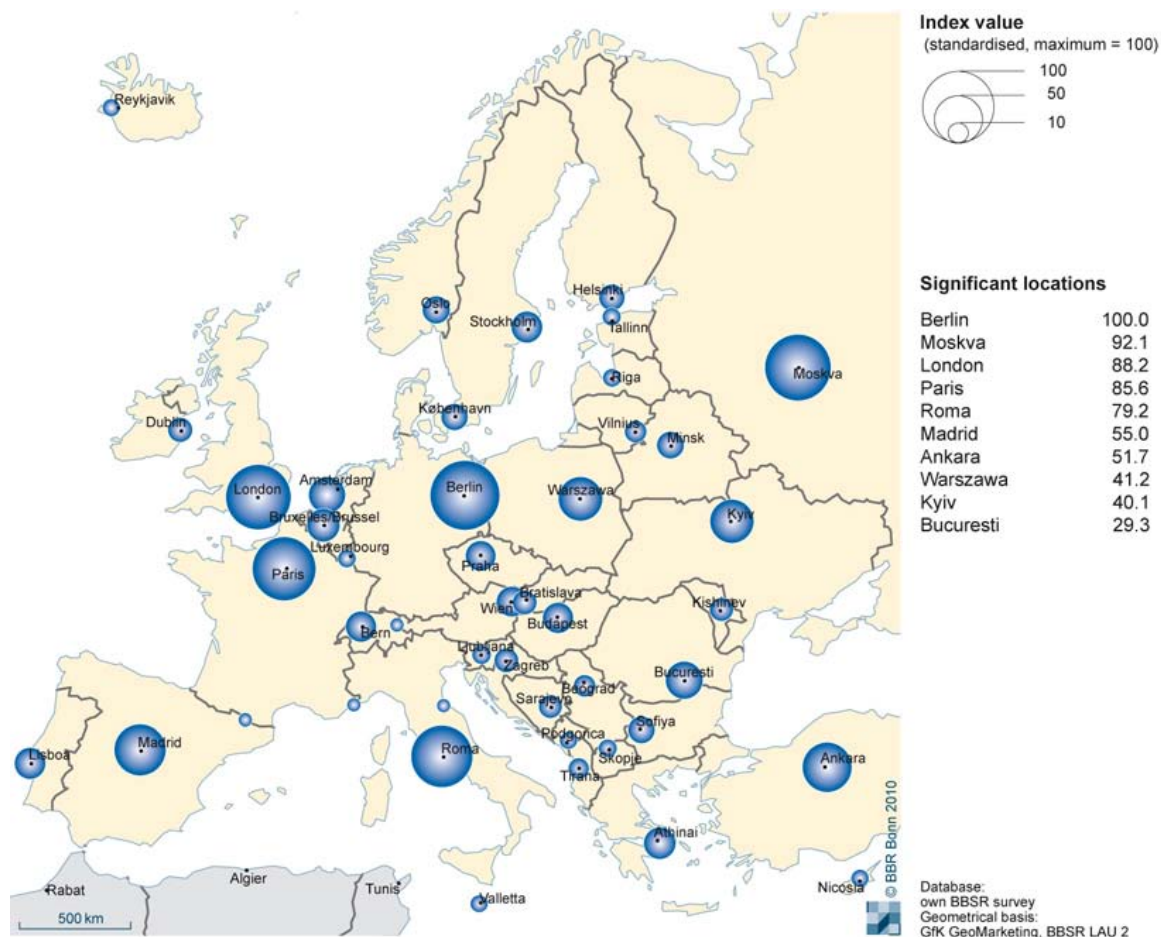 Index value
(standardised, maximum = 100)
100
50
10
Reykjavik
Helsinki
Oslo
Stockholm
Tallinn
Significant locations
Berlin 100.0
Moskva 92.1
London 88.2
Paris 85.6
Roma 79.2
Madrid 55.0
Ankara 51.7
Warszawa 41.2
Kyiv 40.1
Bucuresti 29.3
Moskva
Riga
København
Dublin
Vilnius
Minsk
London
Amsterdam
Berlin
Warszawa
Bruxelles/Brussel
Kyiv
Luxembourg
Praha
Paris
Bratislava
Wien
Kishinev
Budapest
Bern
Ljubljana
Zagreb
Bucuresti
Beograd
Sarajevo
Sofiya
Podgorica
Skopje
Lisboa
Madrid
Roma
Ankara
Tirana
Athinai
© BBR Bonn 2010
Algier
Tunis
Rabat
Nicosia
Valletta
500 km
Database:
own BBSR survey
Geometrical basis:
GfK GeoMarketing, BBSR LAU 2